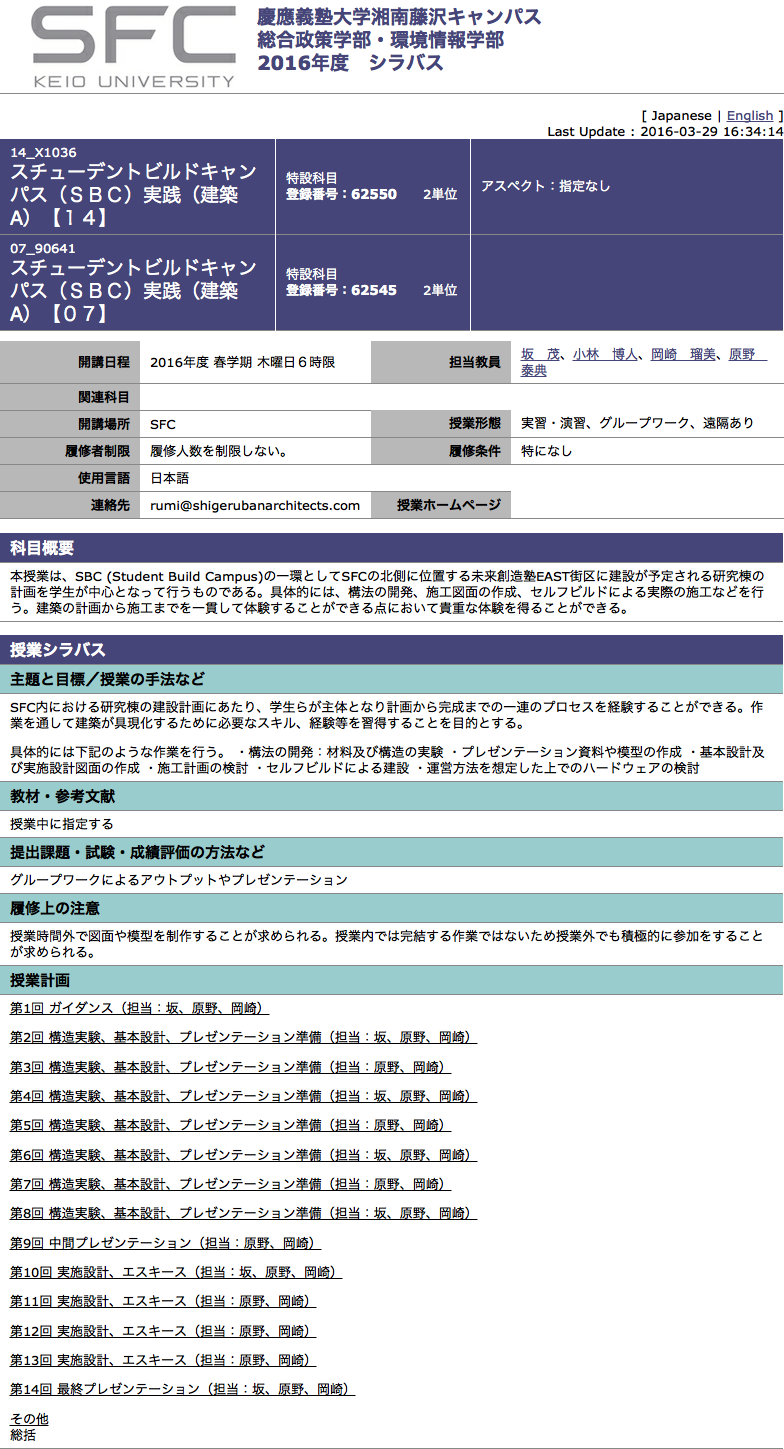 SFC
KEIO UNIVERSITY
慶應義塾大学湘南藤沢キャンパス
総合政策学部・環境情報学部
2016年度　シラバス
[ Japanese | English ]
Last Update : 2016-03-29 16:34:14
14_X1036
スチューデントビルドキャン
パス（ＳＢＣ）実践（建築
A）【１４】
特設科目
登録番号：62550　　2単位
アスペクト：指定なし
07_90641
スチューデントビルドキャン
パス（ＳＢＣ）実践（建築
A）【０７】
特設科目
登録番号：62545　　2単位
開講日程 2016年度 春学期 木曜日６時限
担当教員 坂　茂、小林　博人、岡崎　瑠美、原野　
泰典
関連科目
開講場所 SFC 授業形態 実習・演習、グループワーク、遠隔あり
履修者制限 履修人数を制限しない。 履修条件 特になし
使用言語 日本語
連絡先 rumi@shigerubanarchitects.com 授業ホームページ
科目概要
本授業は、SBC (Student Build Campus)の一環としてSFCの北側に位置する未来創造塾EAST街区に建設が予定される研究棟の
計画を学生が中心となって行うものである。具体的には、構法の開発、施工図面の作成、セルフビルドによる実際の施工などを行
う。建築の計画から施工までを一貫して体験することができる点において貴重な体験を得ることができる。
授業シラバス
主題と目標／授業の手法など
SFC内における研究棟の建設計画にあたり、学生らが主体となり計画から完成までの一連のプロセスを経験することができる。作
業を通して建築が具現化するために必要なスキル、経験等を習得することを目的とする。
具体的には下記のような作業を行う。 ・構法の開発：材料及び構造の実験 ・プレゼンテーション資料や模型の作成 ・基本設計及
び実施設計図面の作成 ・施工計画の検討 ・セルフビルドによる建設 ・運営方法を想定した上でのハードウェアの検討
教材・参考文献
授業中に指定する
提出課題・試験・成績評価の方法など
グループワークによるアウトプットやプレゼンテーション
履修上の注意
授業時間外で図面や模型を制作することが求められる。授業内では完結する作業ではないため授業外でも積極的に参加をすること
が求められる。
授業計画
第1回 ガイダンス（担当：坂、原野、岡崎）
第2回 構造実験、基本設計、プレゼンテーション準備（担当：坂、原野、岡崎）
第3回 構造実験、基本設計、プレゼンテーション準備（担当：原野、岡崎）
第4回 構造実験、基本設計、プレゼンテーション準備（担当：坂、原野、岡崎）
第5回 構造実験、基本設計、プレゼンテーション準備（担当：原野、岡崎）
第6回 構造実験、基本設計、プレゼンテーション準備（担当：坂、原野、岡崎）
第7回 構造実験、基本設計、プレゼンテーション準備（担当：原野、岡崎）
第8回 構造実験、基本設計、プレゼンテーション準備（担当：坂、原野、岡崎）
第9回 中間プレゼンテーション（担当：原野、岡崎）
第10回 実施設計、エスキース（担当：坂、原野、岡崎）
第11回 実施設計、エスキース（担当：原野、岡崎）
第12回 実施設計、エスキース（担当：原野、岡崎）
第13回 実施設計、エスキース（担当：原野、岡崎）
第14回 最終プレゼンテーション（担当：坂、原野、岡崎）
その他
総括